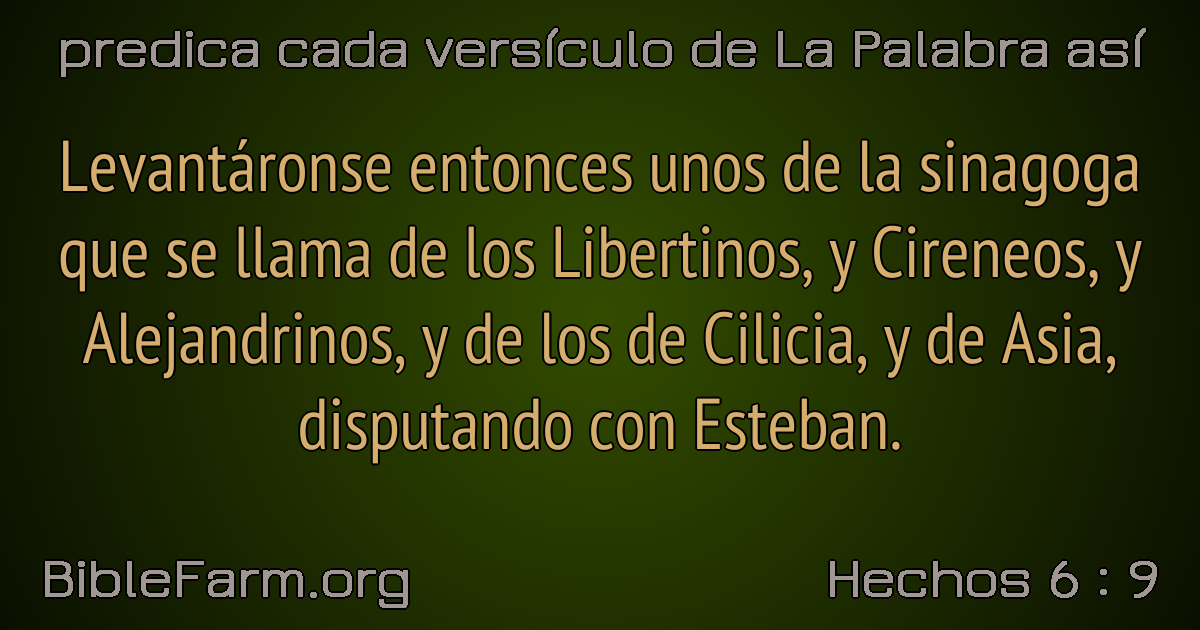 predica cada versículo de La Palabra así
Levantáronse entonces unos de la sinagoga
que se llama de los Libertinos, y Cireneos, y
Alejandrinos, y de los de Cilicia, y de Asia,
disputando con Esteban.
BibleFarm.org
Hechos 6 : 9